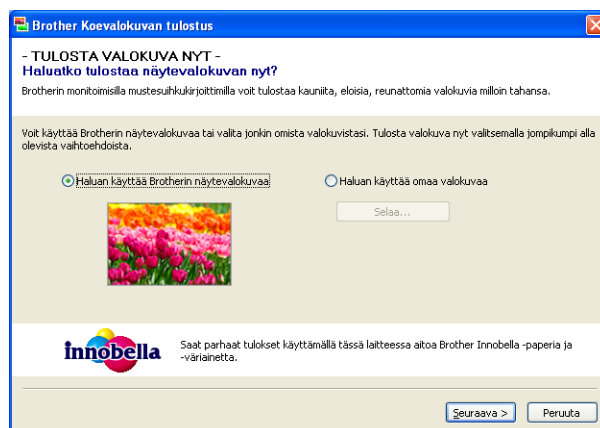 Brother Koevalokuvan tulostus
- TULOSTA VALOKUVA NYT -
Haluatko tulostaa näytevalokuvan nyt?
Brotherin monitoimisilla mustesuihkukirjoittimilla voit tulostaa kauniita, eloisia, reunattomia valokuvia milloin tahansa.
Voit käyttää Brotherin näytevalokuvaa tai valita jonkin omista valokuvistasi. Tulosta valokuva nyt valitsemalla jompikumpi alla
olevista vaihtoehdoista.
Haluan käyttää Brotherin näytevalokuvaa
Haluan käyttää omaa valokuvaa
Selaa...
innobella
Saat parhaat tulokset käyttämällä tässä laitteessa aitoa Brother Innobella -paperia ja
-väriainetta.
Seuraava >
Peruuta